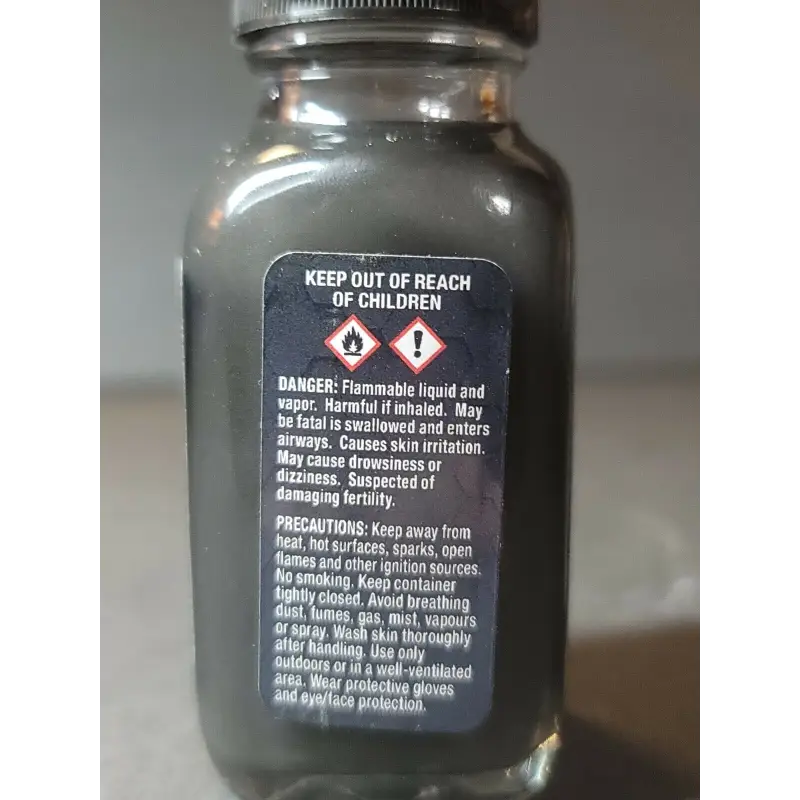 KEEP OUT OF REACH
OF CHILDREN
DANGER: Flammable liquid and
vapor. Harmful if inhaled. May
be fatal is swallowed and enters
airways. Causes skin irritation.
May cause drowsiness or
dizziness. Suspected of
damaging fertility.
PRECAUTIONS: Keep away from
heat, hot surfaces, sparks, open
flames and other ignition sources.
No smoking. Keep container
tightly closed. Avoid breathing
dust, fumes, gas, mist, vapours
or spray. Wash skin thoroughly
after handling. Use only
outdoors or in a well-ventilated
area. Wear protective gloves
and eye/face protection.